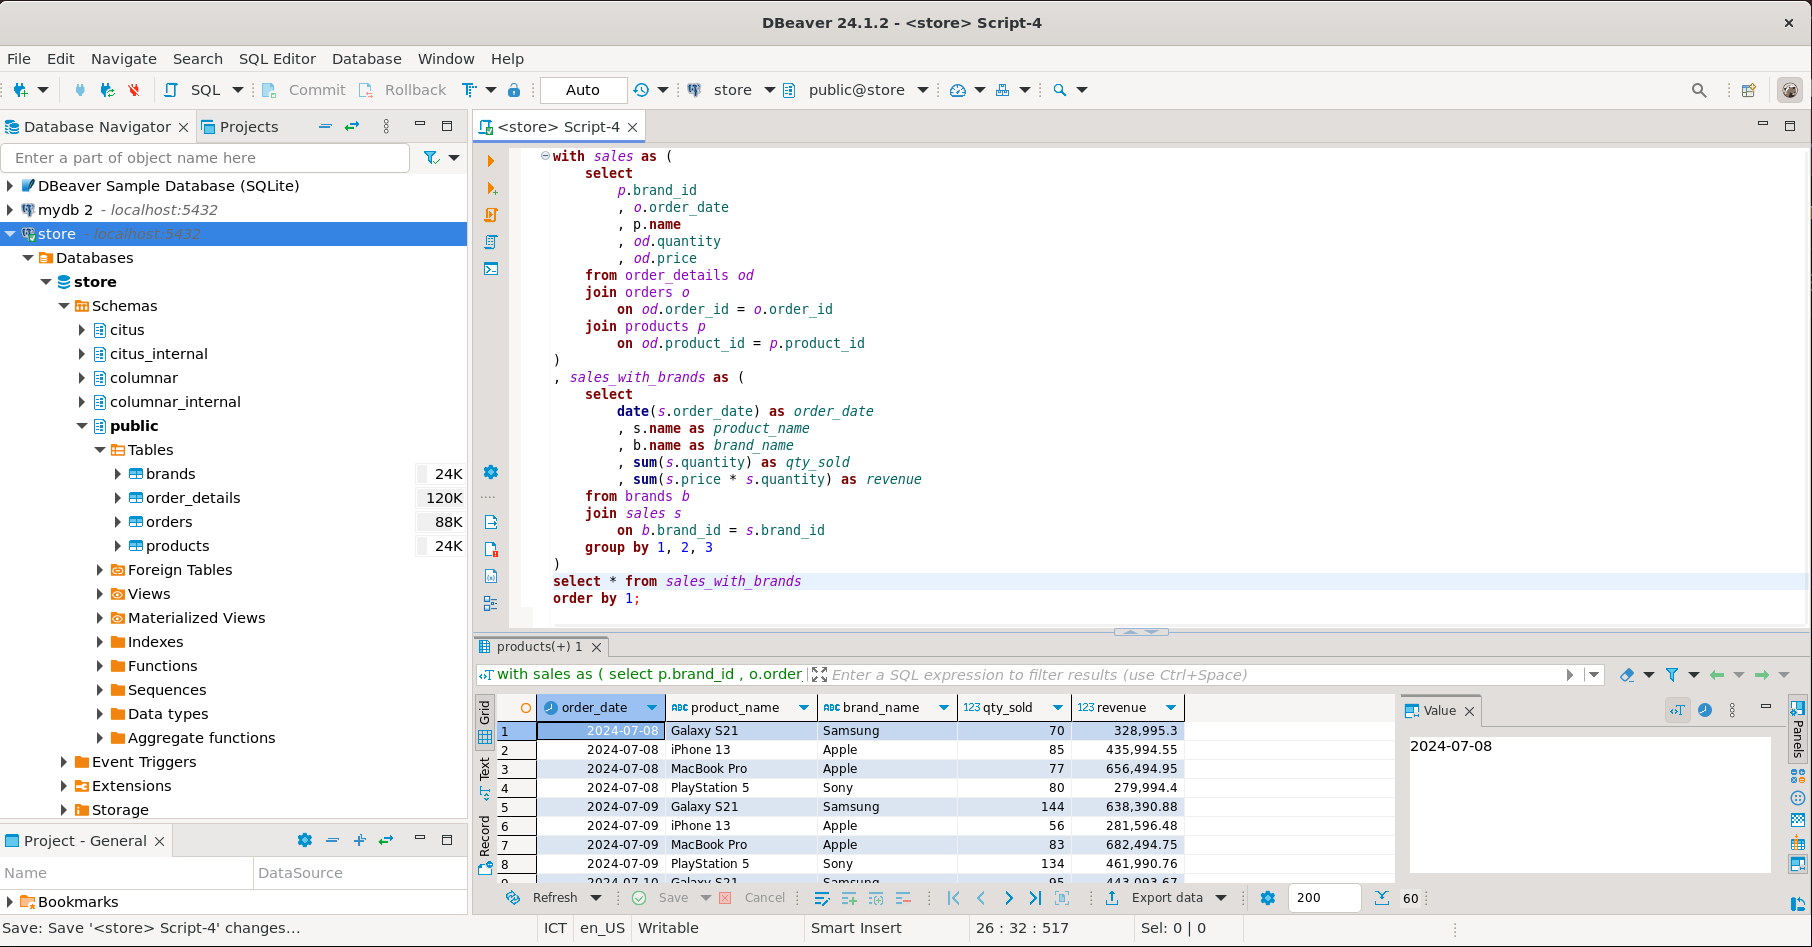 DBeaver 24.1.2 - <store> Script-4
File Edit Navigate Search SQL Editor Database Window Help
SQL Commit Rollback Auto store public@store
Database Navigator Projects
Enter a part of object name here
DBeaver Sample Database (SQLite)
mydb 2 - localhost:5432
store - localhost:5432
Databases
store
Schemas
citus
citus_internal
columnar
columnar_internal
public
Tables
brands 24K
order_details 120K
orders 88K
products 24K
Foreign Tables
Views
Materialized Views
Indexes
Functions
Sequences
Data types
Aggregate functions
Event Triggers
Extensions
Storage
Project - General
Name DataSource
Bookmarks
<store> Script-4
with sales as (
select
p.brand_id
, o.order_date
, p.name
, od.quantity
, od.price
from order_details od
join orders o
on od.order_id = o.order_id
join products p
on od.product_id = p.product_id
)
, sales_with_brands as (
select
date(s.order_date) as order_date
, s.name as product_name
, b.name as brand_name
, sum(s.quantity) as qty_sold
, sum(s.price * s.quantity) as revenue
from brands b
join sales s
on b.brand_id = s.brand_id
group by 1, 2, 3
)
select * from sales_with_brands
order by 1;
products(+) 1
with sales as ( select p.brand_id , o.order Enter a SQL expression to filter results (use Ctrl+Space)
Grid
Text
Record
order_date product_name brand_name 123 qty_sold 123 revenue
1 2024-07-08 Galaxy S21 Samsung 70 328,995.3
2 2024-07-08 iPhone 13 Apple 85 435,994.55
3 2024-07-08 MacBook Pro Apple 77 656,494.95
4 2024-07-08 PlayStation 5 Sony 80 279,994.4
5 2024-07-09 Galaxy S21 Samsung 144 638,390.88
6 2024-07-09 iPhone 13 Apple 56 281,596.48
7 2024-07-09 MacBook Pro Apple 83 682,494.75
8 2024-07-09 PlayStation 5 Sony 134 461,990.76
9 2024-07-10 Galaxy S21 Samsung 95 443,093.67
Value
2024-07-08
Panels
Refresh Save Cancel Export data 200 60
Save: Save '<store> Script-4' changes... ICT en_US Writable Smart Insert 26 : 32 : 517 Sel: 0 | 0